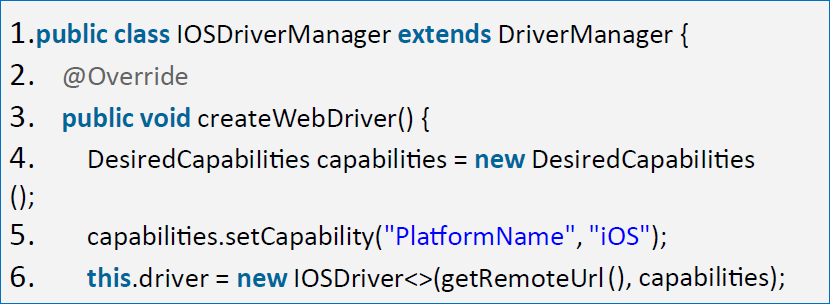 1.public class IOSDriverManager extends DriverManager {
2. @Override
3. public void createWebDriver() {
4. DesiredCapabilities capabilities = new DesiredCapabilities
();
5. capabilities.setCapability("PlatformName", "iOS");
6. this.driver = new IOSDriver<>(getRemoteUrl(), capabilities);